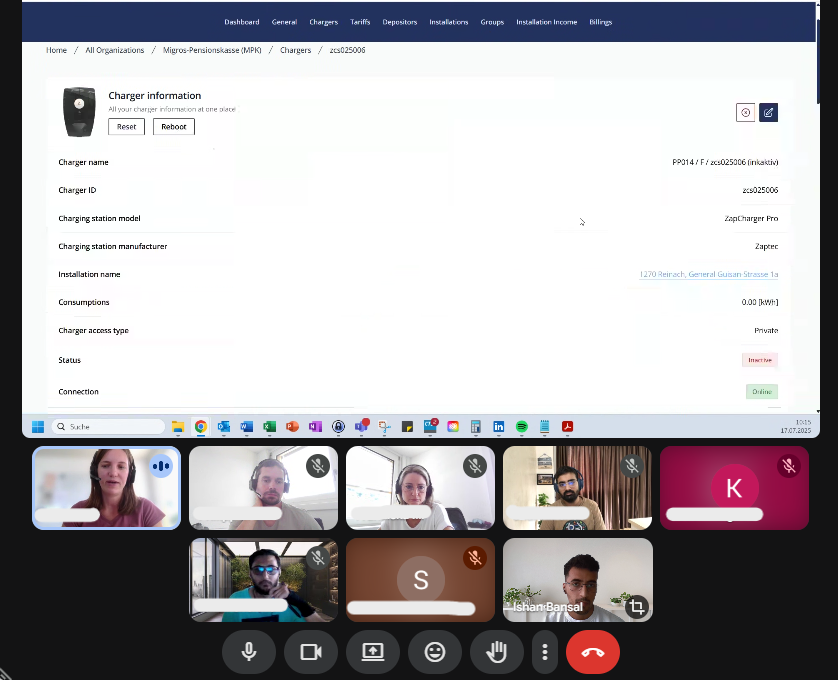 Dashboard General Chargers Tariffs Depositors Installations Groups Installation Income Billings
Home / All Organizations / Migros-Pensionskasse (MPK) / Chargers / zcs025006
Charger information
All your charger information at one place
Reset Reboot
Charger name PP014 / F / zcs025006 (inkaktiv)
Charger ID zcs025006
Charging station model ZapCharger Pro
Charging station manufacturer Zaptec
Installation name 1270 Reinach, General Guisan Strasse 1a
Consumptions 0.00 [kWh]
Charger access type Private
Status Inactive
Connection Online
Suche
10:15
17.07.2025
K
S
Ishan Bansal